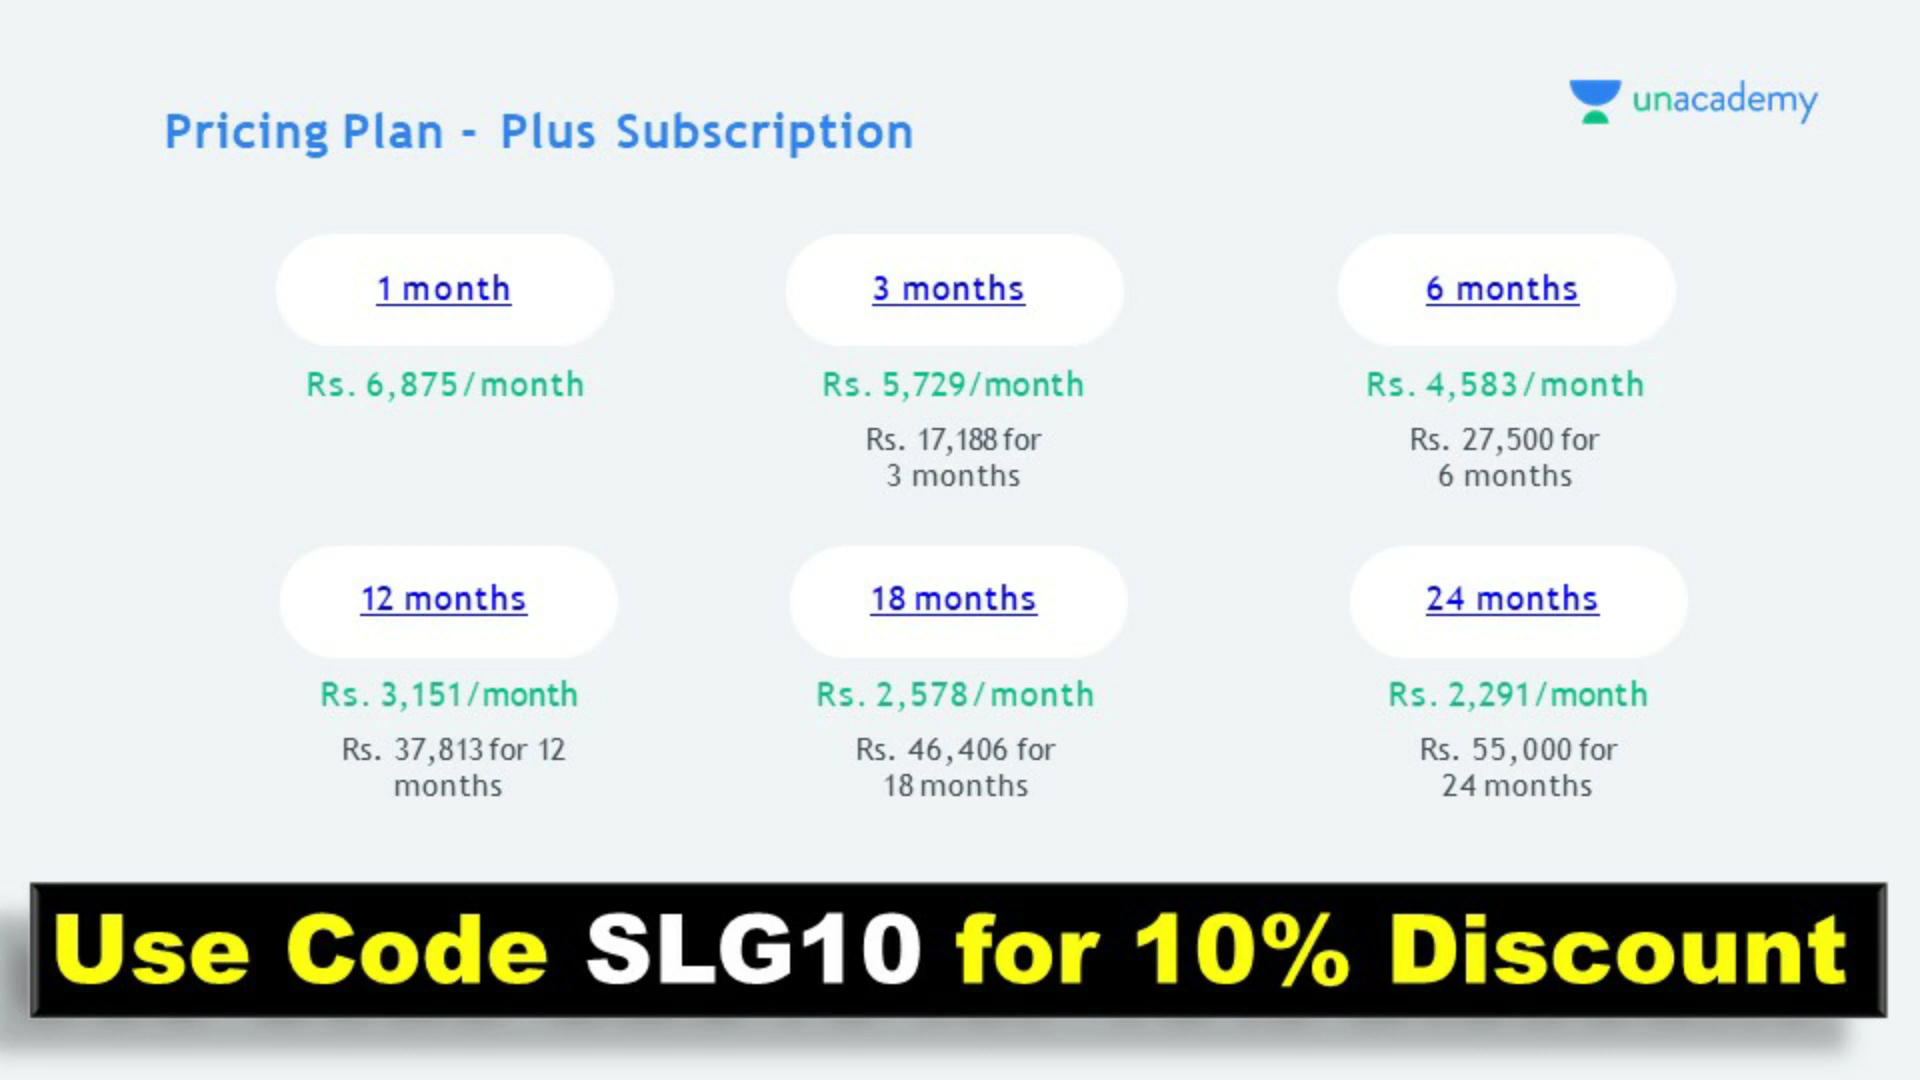 unacademy
Pricing Plan - Plus Subscription
1 month
3 months
6 months
Rs. 6,875/month
Rs. 5,729/month
Rs. 4,583/month
Rs. 17,188 for
3 months
Rs. 27,500 for
6 months
12 months
18 months
24 months
Rs. 3,151/month
Rs. 2,578/month
Rs. 2,291/month
Rs. 37,813 for 12
months
Rs. 46,406 for
18 months
Rs. 55,000 for
24 months
Use Code SLG10 for 10% Discount